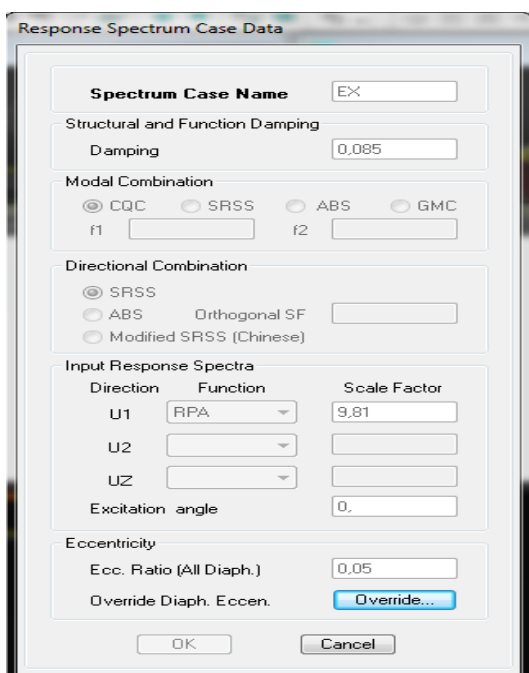 Response Spectrum Case Data
Spectrum Case Name EX
Structural and Function Damping
Damping 0,085
Modal Combination
CQC SRSS ABS GMC
f1 f2
Directional Combination
SRSS
ABS Orthogonal SF
Modified SRSS (Chinese)
Input Response Spectra
Direction Function Scale Factor
U1 RPA 9,81
U2
UZ
Excitation angle 0,
Eccentricity
Ecc. Ratio (All Diaph.) 0,05
Override Diaph. Eccen. Override...
OK Cancel